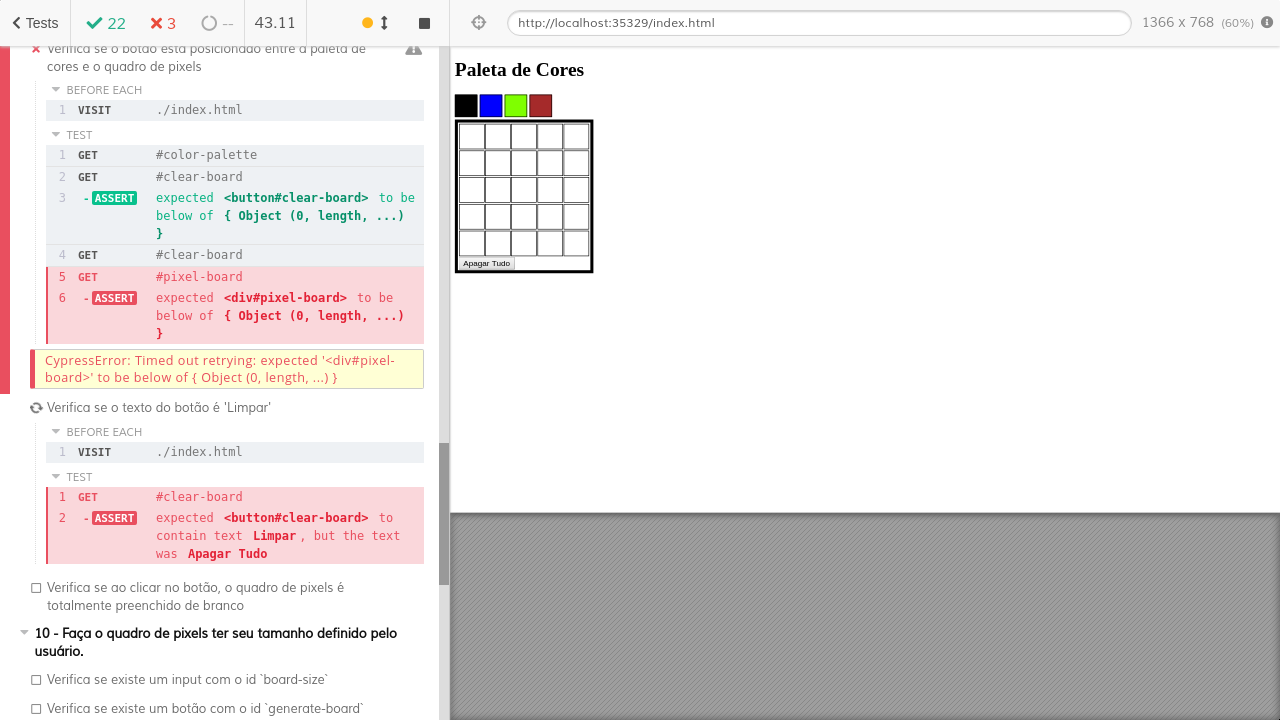 Tests 22 3 -- 43.11
http://localhost:35329/index.html 1366 x 768 (60%)
Verifica se o botão está posicionado entre a paleta de
cores e o quadro de pixels
BEFORE EACH
1 VISIT ./index.html
TEST
1 GET #color-palette
2 GET #clear-board
3 -ASSERT expected <button#clear-board> to be
below of { Object (0, length, ...)
}
4 GET #clear-board
5 GET #pixel-board
6 -ASSERT expected <div#pixel-board> to be
below of { Object (0, length, ...)
}
CypressError: Timed out retrying: expected '<div#pixel-
board>' to be below of { Object (0, length, ...) }
Verifica se o texto do botão é 'Limpar'
BEFORE EACH
1 VISIT ./index.html
TEST
1 GET #clear-board
2 -ASSERT expected <button#clear-board> to
contain text Limpar, but the text
was Apagar Tudo
Verifica se ao clicar no botão, o quadro de pixels é
totalmente preenchido de branco
10 - Faça o quadro de pixels ter seu tamanho definido pelo
usuário.
Verifica se existe um input com o id `board-size`
Verifica se existe um botão com o id `generate-board`
Paleta de Cores
Apagar Tudo